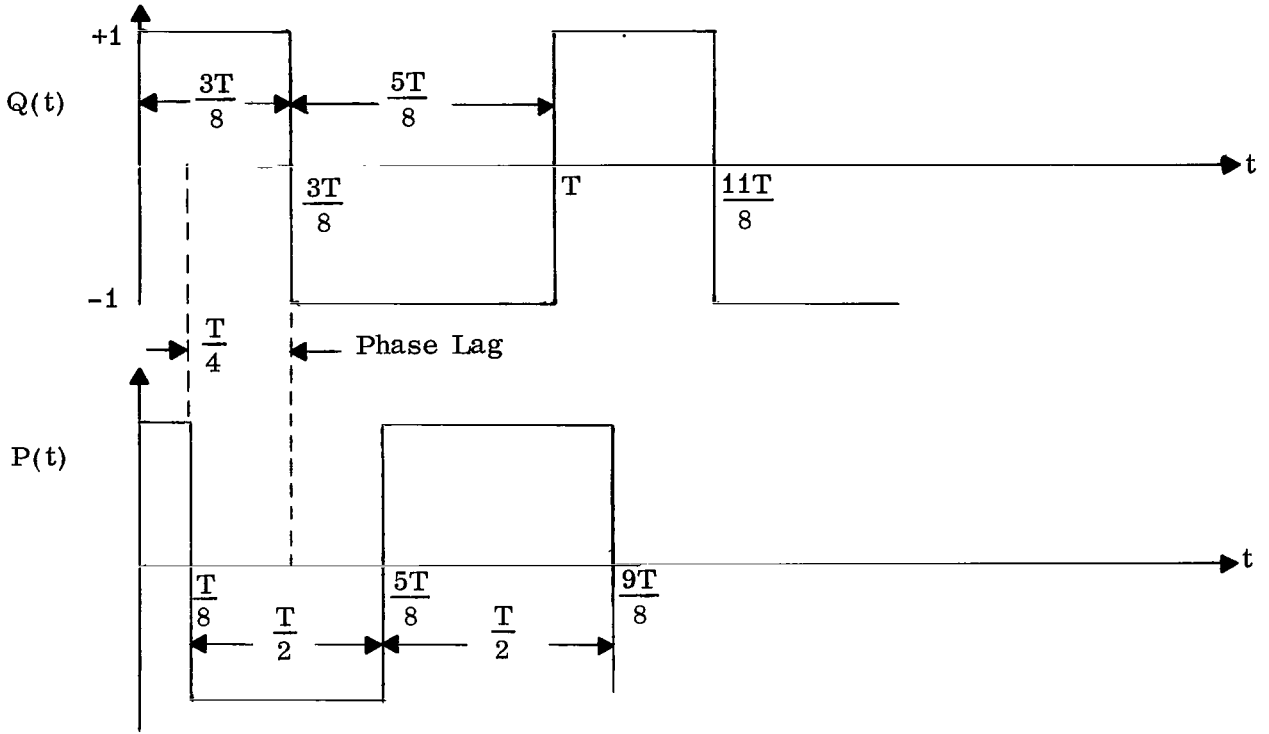 +1
Q(t)
3T/8
5T/8
t
3T/8
T
11T/8
-1
T/4
Phase Lag
P(t)
t
T/8
5T/8
9T/8
T/2
T/2